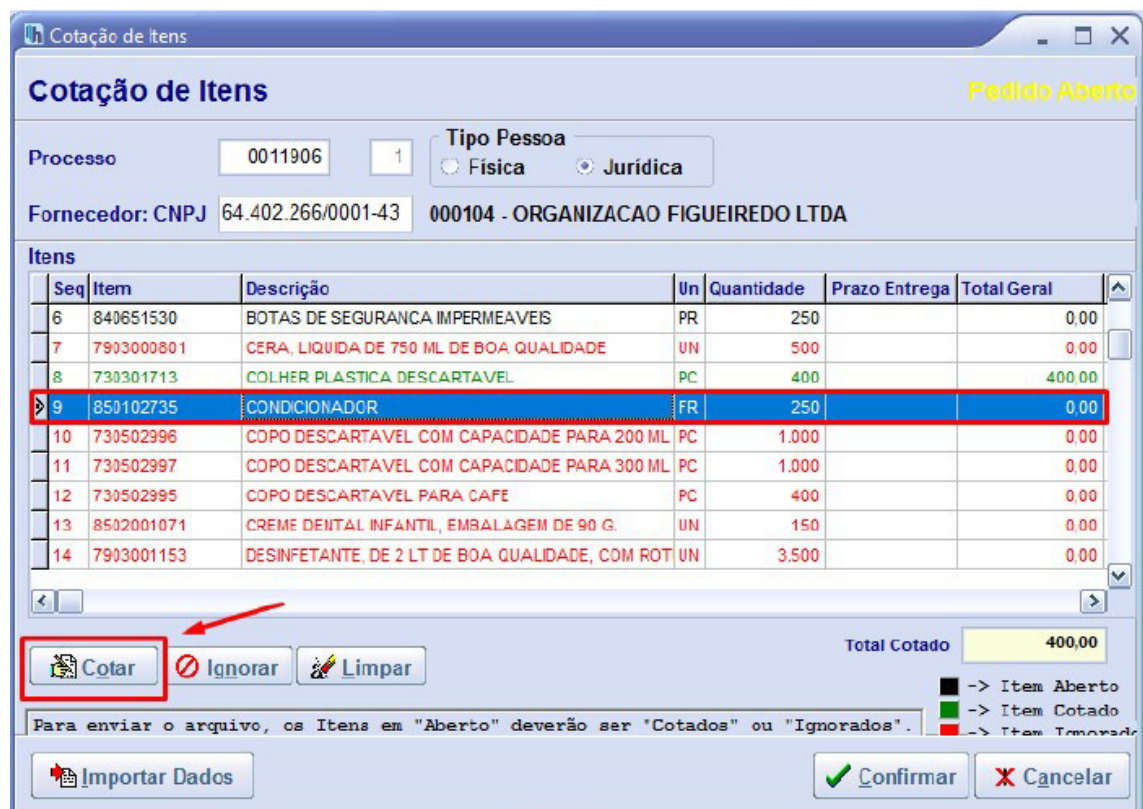 Cotação de Itens
Cotação de Itens
Pedido Aberto
Processo 0011906 1
Tipo Pessoa
Física Jurídica
Fornecedor: CNPJ 64.402.266/0001-43 000104 - ORGANIZACAO FIGUEIREDO LTDA
Itens
Seq Item Descrição Un Quantidade Prazo Entrega Total Geral
6 840651530 BOTAS DE SEGURANCA IMPERMEAVEIS PR 250 0,00
7 7903000801 CERA, LIQUIDA DE 750 ML DE BOA QUALIDADE UN 500 0,00
8 730301713 COLHER PLASTICA DESCARTAVEL PC 400 400,00
9 850102735 CONDICIONADOR FR 250 0,00
10 730502996 COPO DESCARTAVEL COM CAPACIDADE PARA 200 ML PC 1.000 0,00
11 730502997 COPO DESCARTAVEL COM CAPACIDADE PARA 300 ML PC 1.000 0,00
12 730502995 COPO DESCARTAVEL PARA CAFE PC 400 0,00
13 8502001071 CREME DENTAL INFANTIL, EMBALAGEM DE 90 G. UN 150 0,00
14 7903001153 DESINFETANTE, DE 2 LT DE BOA QUALIDADE, COM ROT UN 3.500 0,00
Cotar Ignorar Limpar
Total Cotado 400,00
-> Item Aberto
-> Item Cotado
-> Item Ignorado
Para enviar o arquivo, os Itens em "Aberto" deverão ser "Cotados" ou "Ignorados".
Importar Dados Confirmar Cancelar